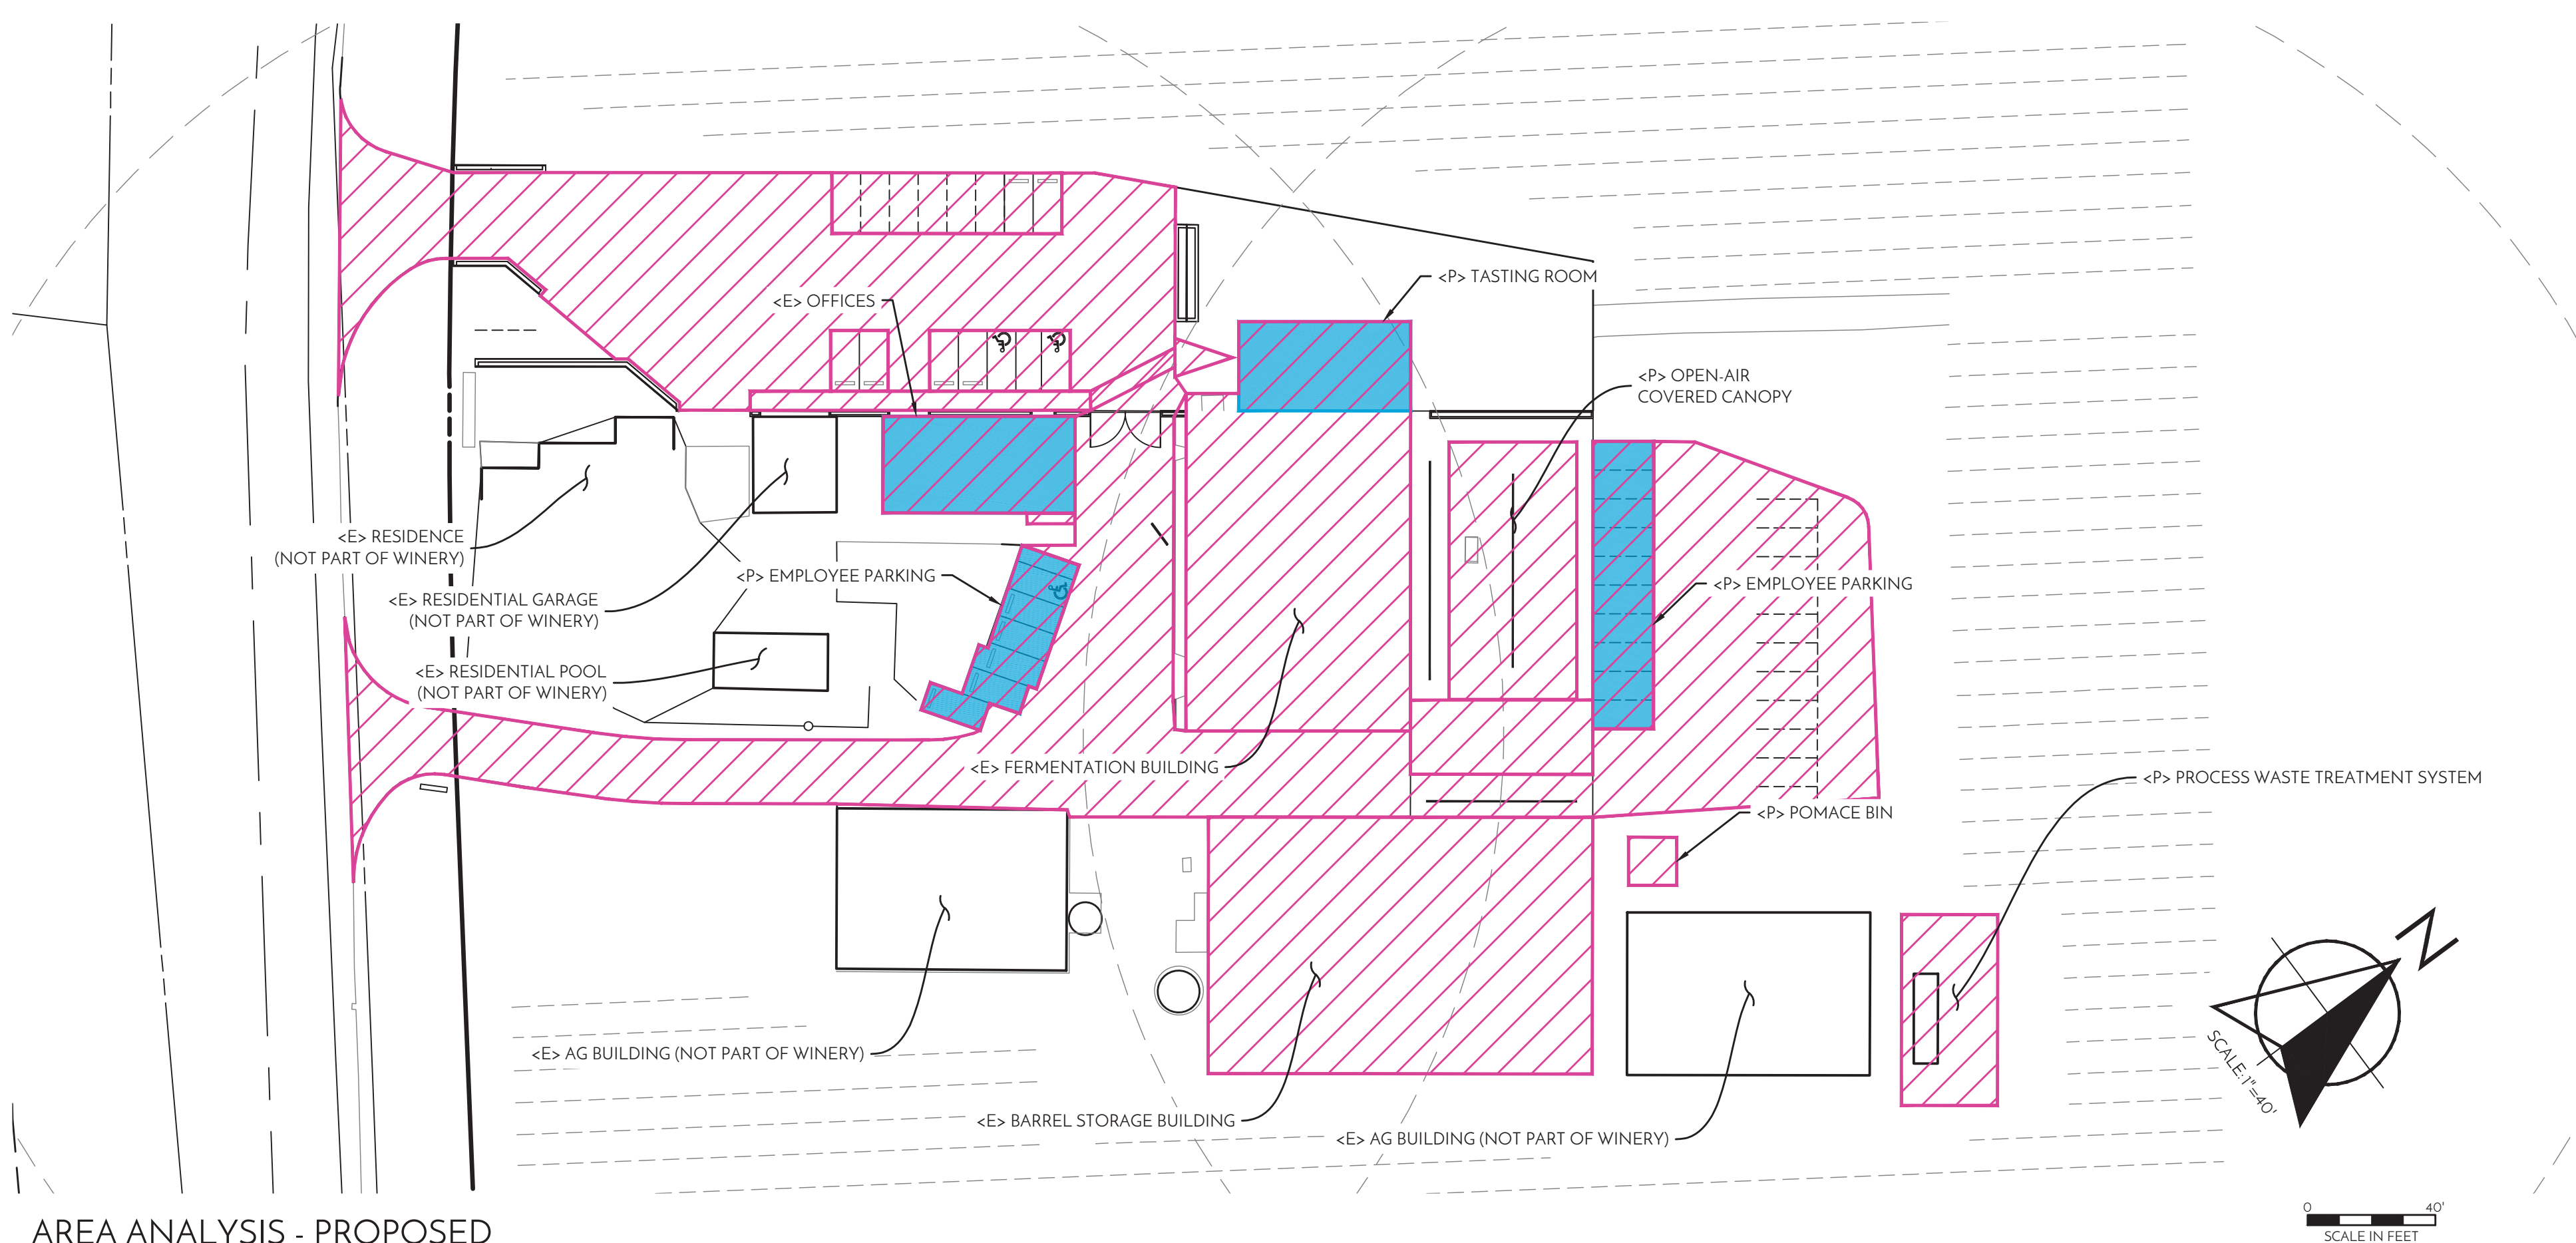 <P> TASTING ROOM
<E> OFFICES
<P> OPEN-AIR
COVERED CANOPY
<E> RESIDENCE
(NOT PART OF WINERY)
<P> EMPLOYEE PARKING
<P> EMPLOYEE PARKING
<E> RESIDENTIAL GARAGE
(NOT PART OF WINERY)
<E> RESIDENTIAL POOL
(NOT PART OF WINERY)
<E> FERMENTATION BUILDING
<P> PROCESS WASTE TREATMENT SYSTEM
<P> POMACE BIN
N
SCALE: 1"=40'
<E> AG BUILDING (NOT PART OF WINERY)
<E> BARREL STORAGE BUILDING
<E> AG BUILDING (NOT PART OF WINERY)
0 40'
SCALE IN FEET
AREA ANALYSIS - PROPOSED